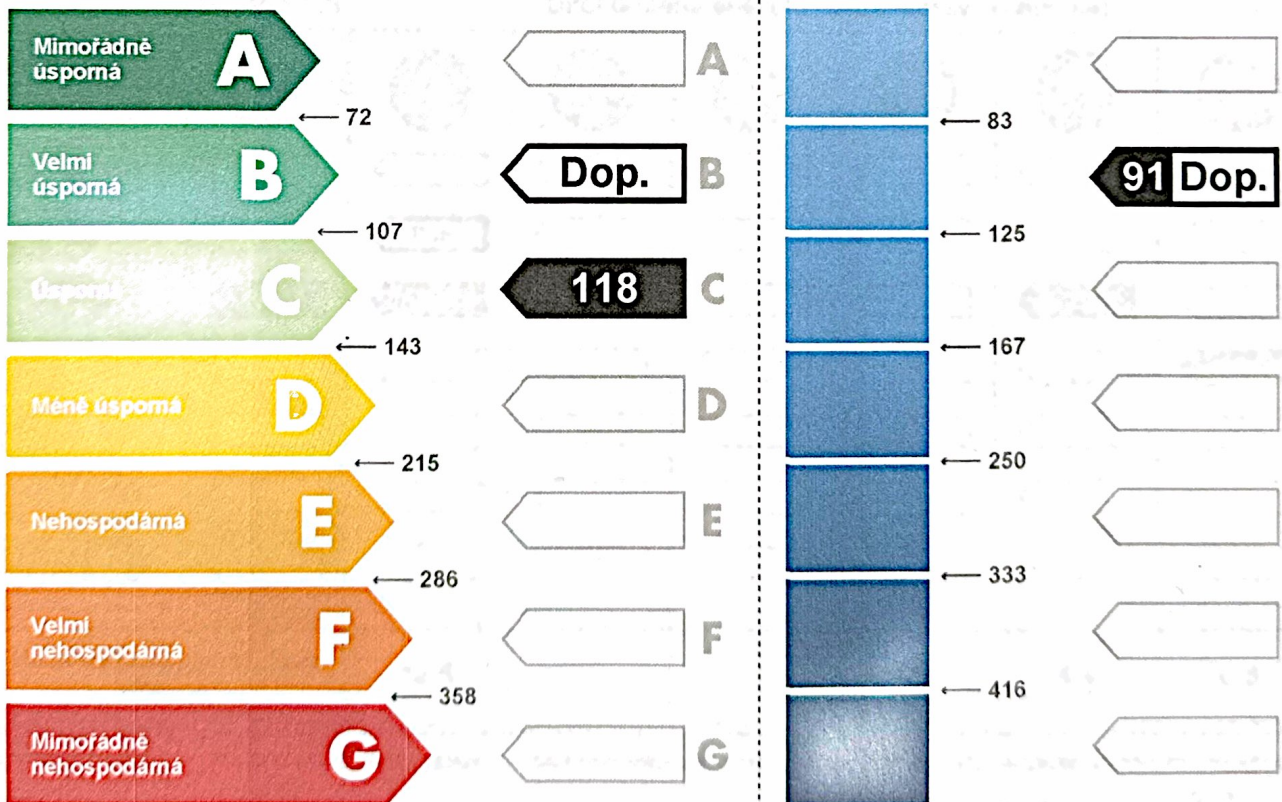 Mimořádně
úsporná
A
A
72
83
Velmi
úsporná
B
Dop.
B
91 Dop.
107
125
Úsporná
C
118
C
143
167
Méně úsporná
D
D
215
250
Nehospodárná
E
E
286
333
Velmi
nehospodárná
F
F
358
416
Mimořádně
nehospodárná
G
G